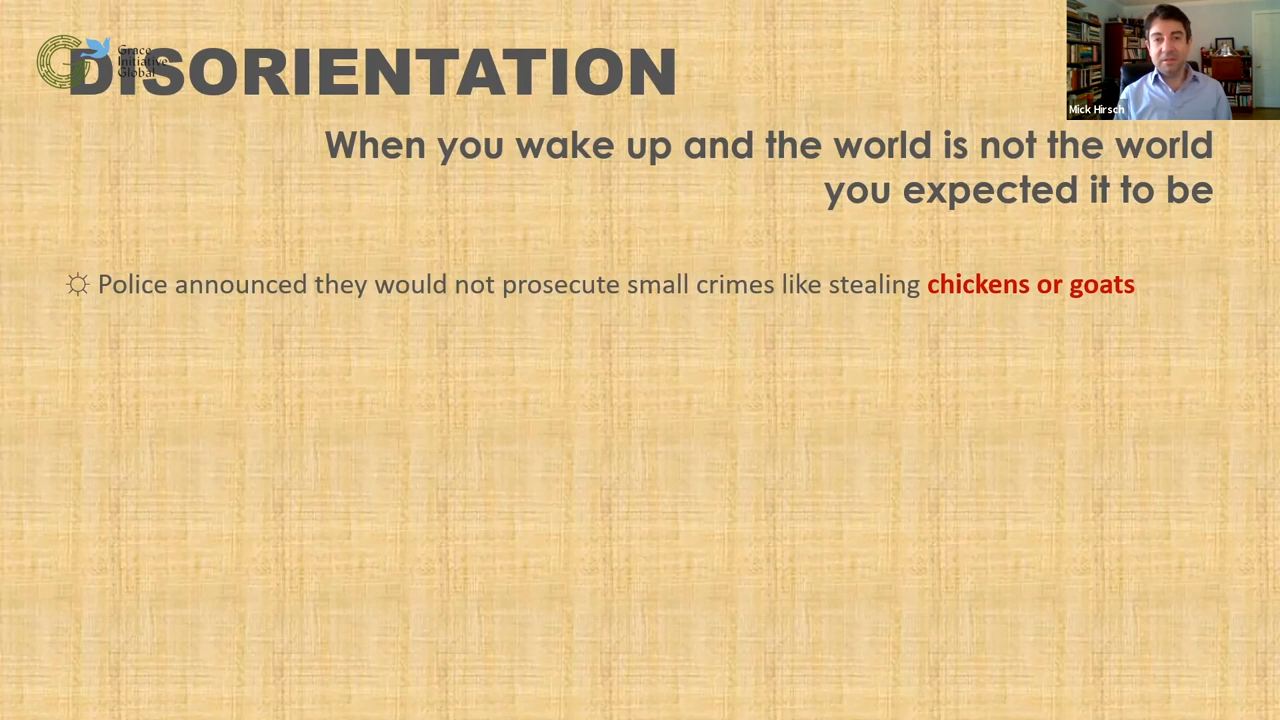 DISORIENTATION
Grace
Initiative
Global
Mick Hirsch
When you wake up and the world is not the world
you expected it to be
☼ Police announced they would not prosecute small crimes like stealing chickens or goats